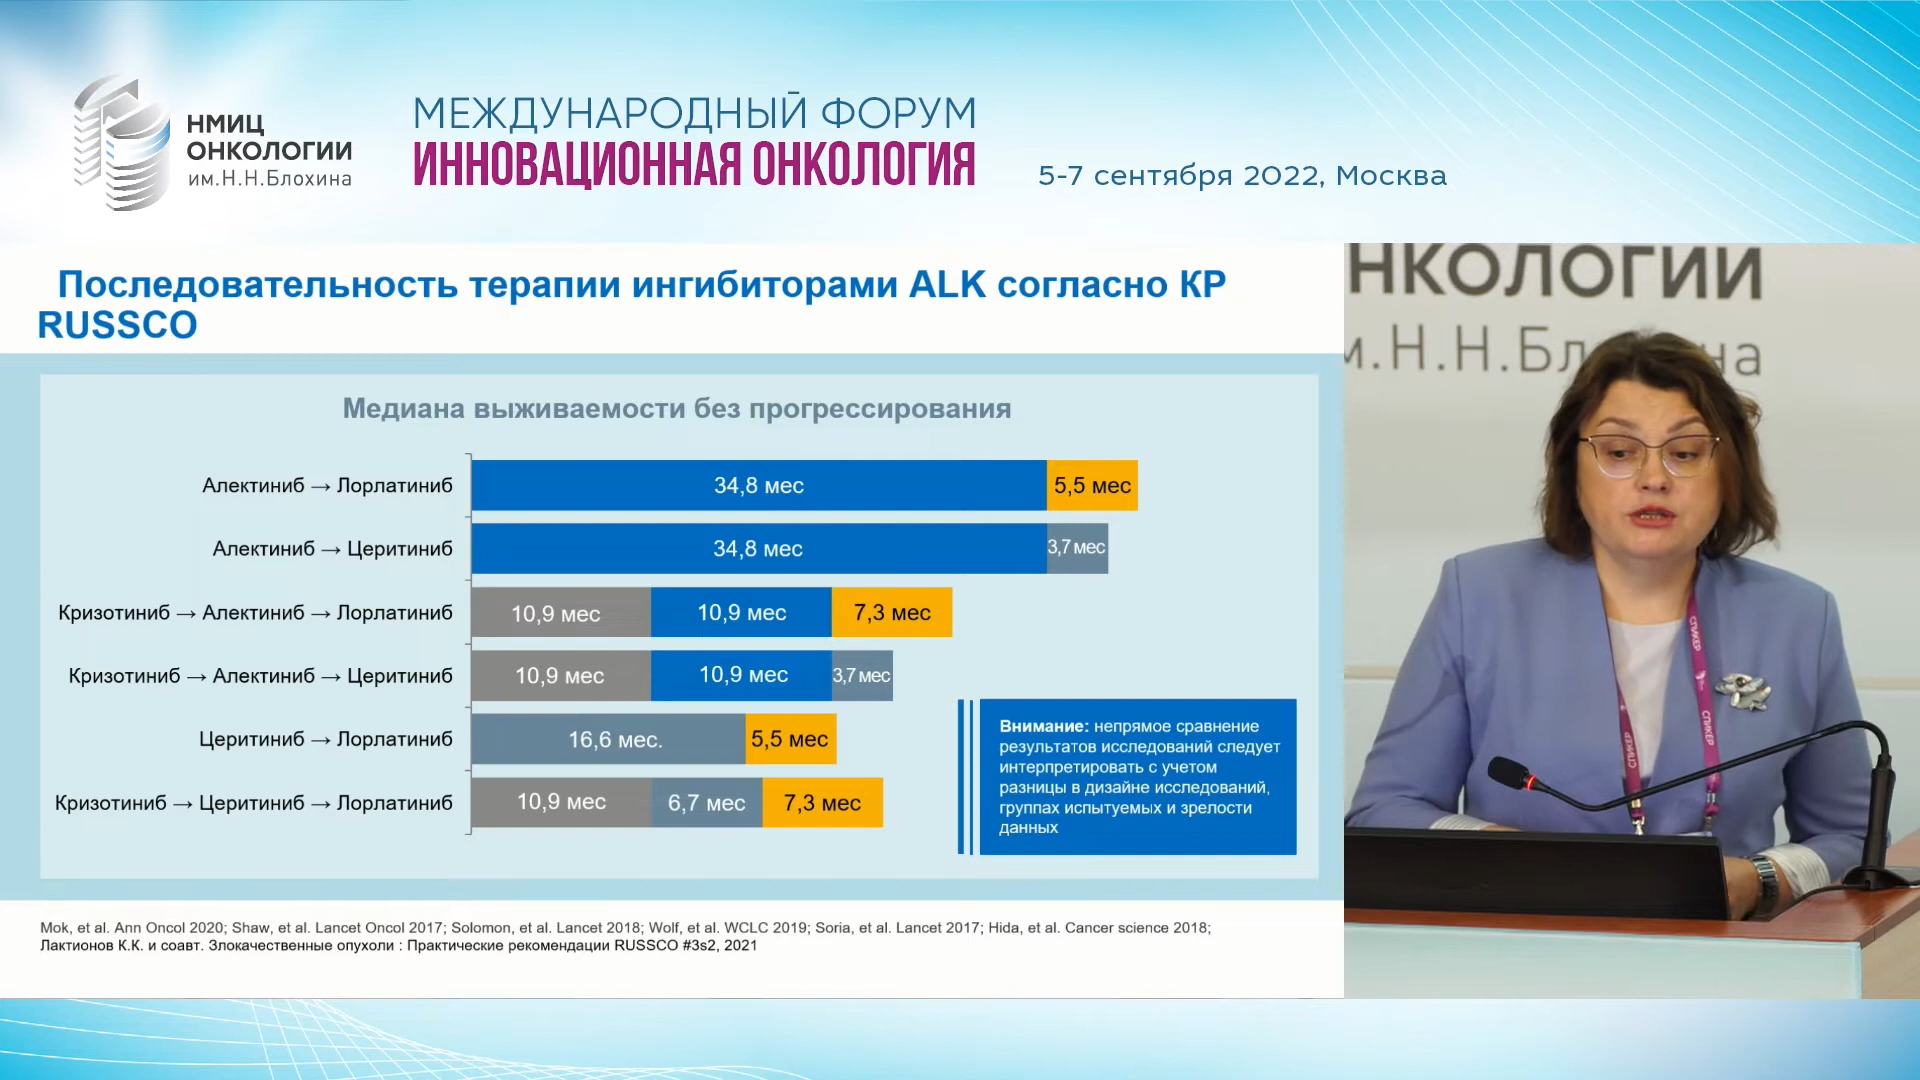 НМИЦ
ОНКОЛОГИИ
им.Н.Н.Блохина
МЕЖДУНАРОДНЫЙ ФОРУМ
ИННОВАЦИОННАЯ ОНКОЛОГИЯ
5-7 сентября 2022, Москва
Последовательность терапии ингибиторами ALK согласно КР
RUSSCO
Медиана выживаемости без прогрессирования
Алектиниб → Лорлатиниб 34,8 мес 5,5 мес
Алектиниб → Церитиниб 34,8 мес 3,7 мес
Кризотиниб → Алектиниб → Лорлатиниб 10,9 мес 10,9 мес 7,3 мес
Кризотиниб → Алектиниб → Церитиниб 10,9 мес 10,9 мес 3,7 мес
Церитиниб → Лорлатиниб 16,6 мес. 5,5 мес
Кризотиниб → Церитиниб → Лорлатиниб 10,9 мес 6,7 мес 7,3 мес
Внимание: непрямое сравнение
результатов исследований следует
интерпретировать с учетом
разницы в дизайне исследований,
группах испытуемых и зрелости
данных
Mok, et al. Ann Oncol 2020; Shaw, et al. Lancet Oncol 2017; Solomon, et al. Lancet 2018; Wolf, et al. WCLC 2019; Soria, et al. Lancet 2017; Hida, et al. Cancer science 2018;
Лактионов К.К. и соавт. Злокачественные опухоли : Практические рекомендации RUSSCO #3s2, 2021
НКОЛОГИИ
м.Н.Н.Бл на
СПИКЕР
СПИКЕР
СПИКЕР